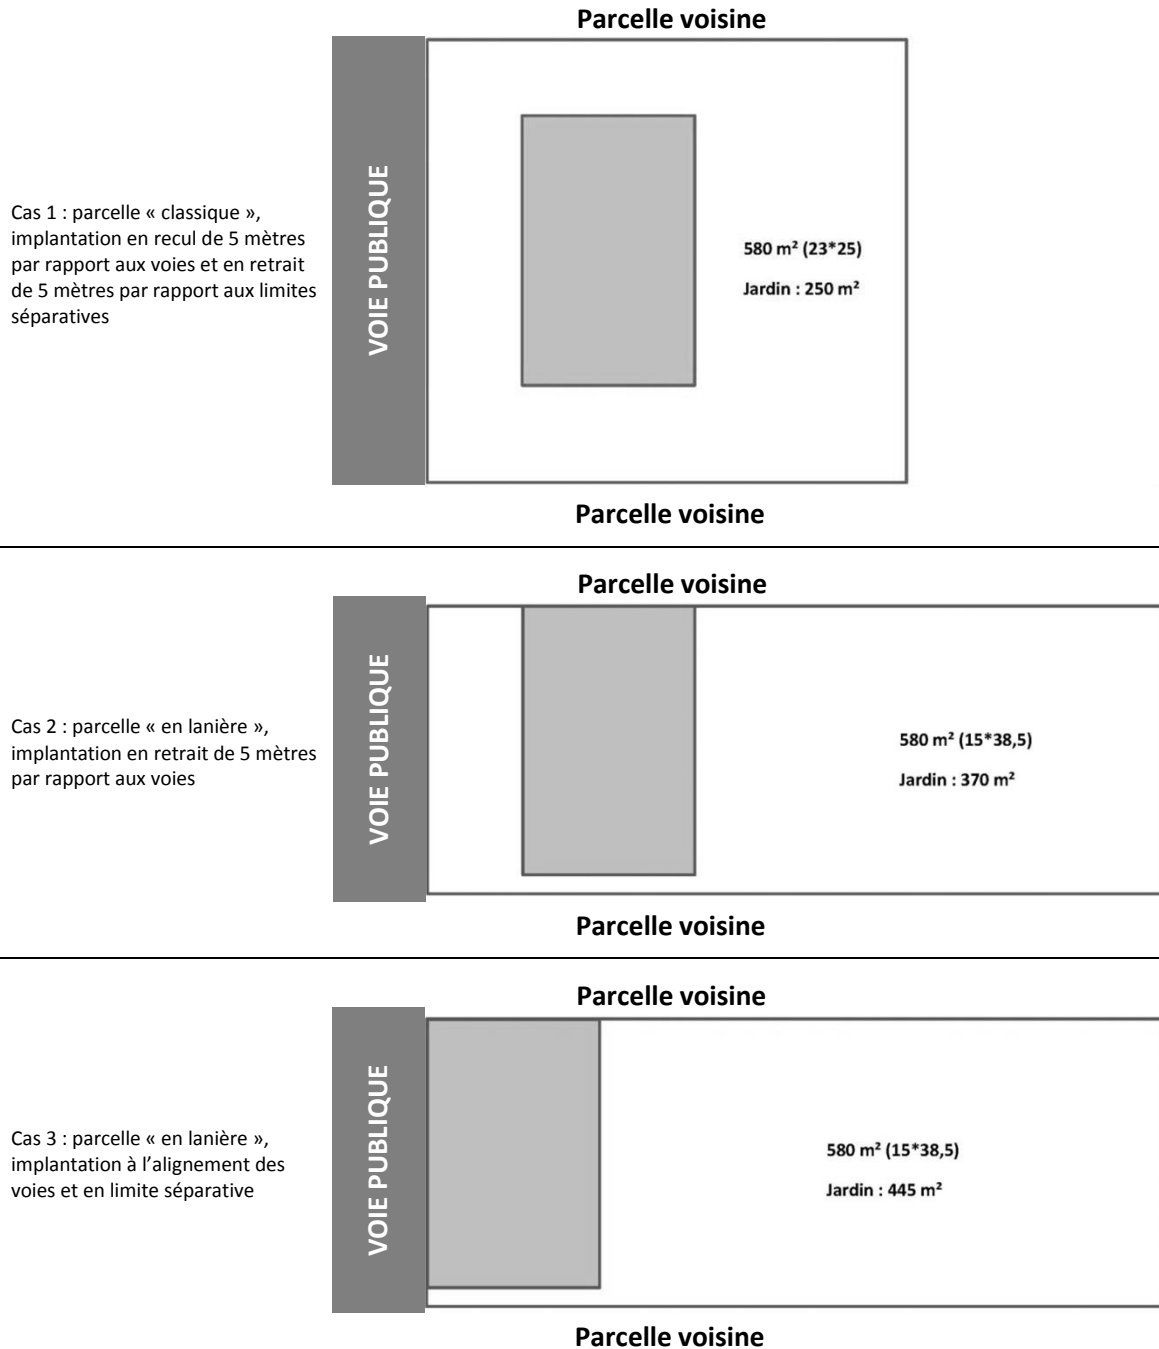 Parcelle voisine
Cas 1 : parcelle « classique »,
implantation en recul de 5 mètres
par rapport aux voies et en retrait
de 5 mètres par rapport aux limites
séparatives
VOIE PUBLIQUE
580 m² (23*25)
Jardin : 250 m²
Parcelle voisine
Parcelle voisine
Cas 2 : parcelle « en lanière »,
implantation en retrait de 5 mètres
par rapport aux voies
VOIE PUBLIQUE
580 m² (15*38,5)
Jardin : 370 m²
Parcelle voisine
Parcelle voisine
Cas 3 : parcelle « en lanière »,
implantation à l’alignement des
voies et en limite séparative
VOIE PUBLIQUE
580 m² (15*38,5)
Jardin : 445 m²
Parcelle voisine